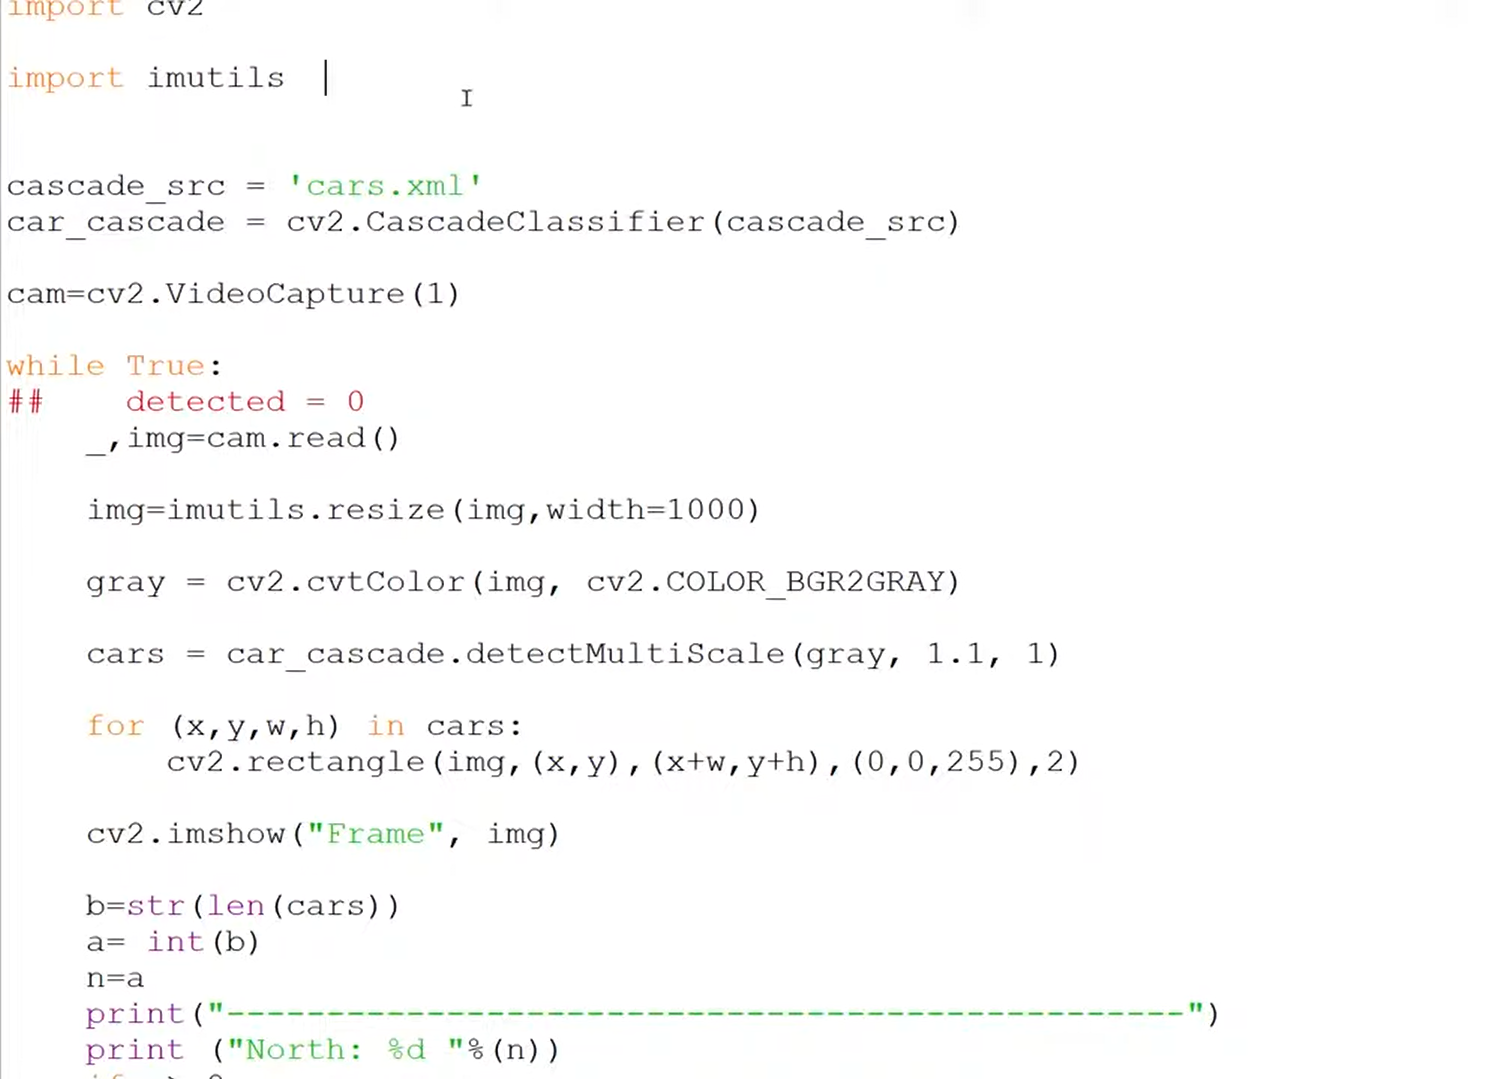 import cv2
import imutils
cascade_src = 'cars.xml'
car_cascade = cv2.CascadeClassifier(cascade_src)
cam=cv2.VideoCapture(1)
while True:
##    detected = 0
_,img=cam.read()
img=imutils.resize(img,width=1000)
gray = cv2.cvtColor(img, cv2.COLOR_BGR2GRAY)
cars = car_cascade.detectMultiScale(gray, 1.1, 1)
for (x,y,w,h) in cars:
cv2.rectangle(img,(x,y),(x+w,y+h),(0,0,255),2)
cv2.imshow("Frame", img)
b=str(len(cars))
a= int(b)
n=a
print("------------------------------------------------")
print ("North: %d "%(n))